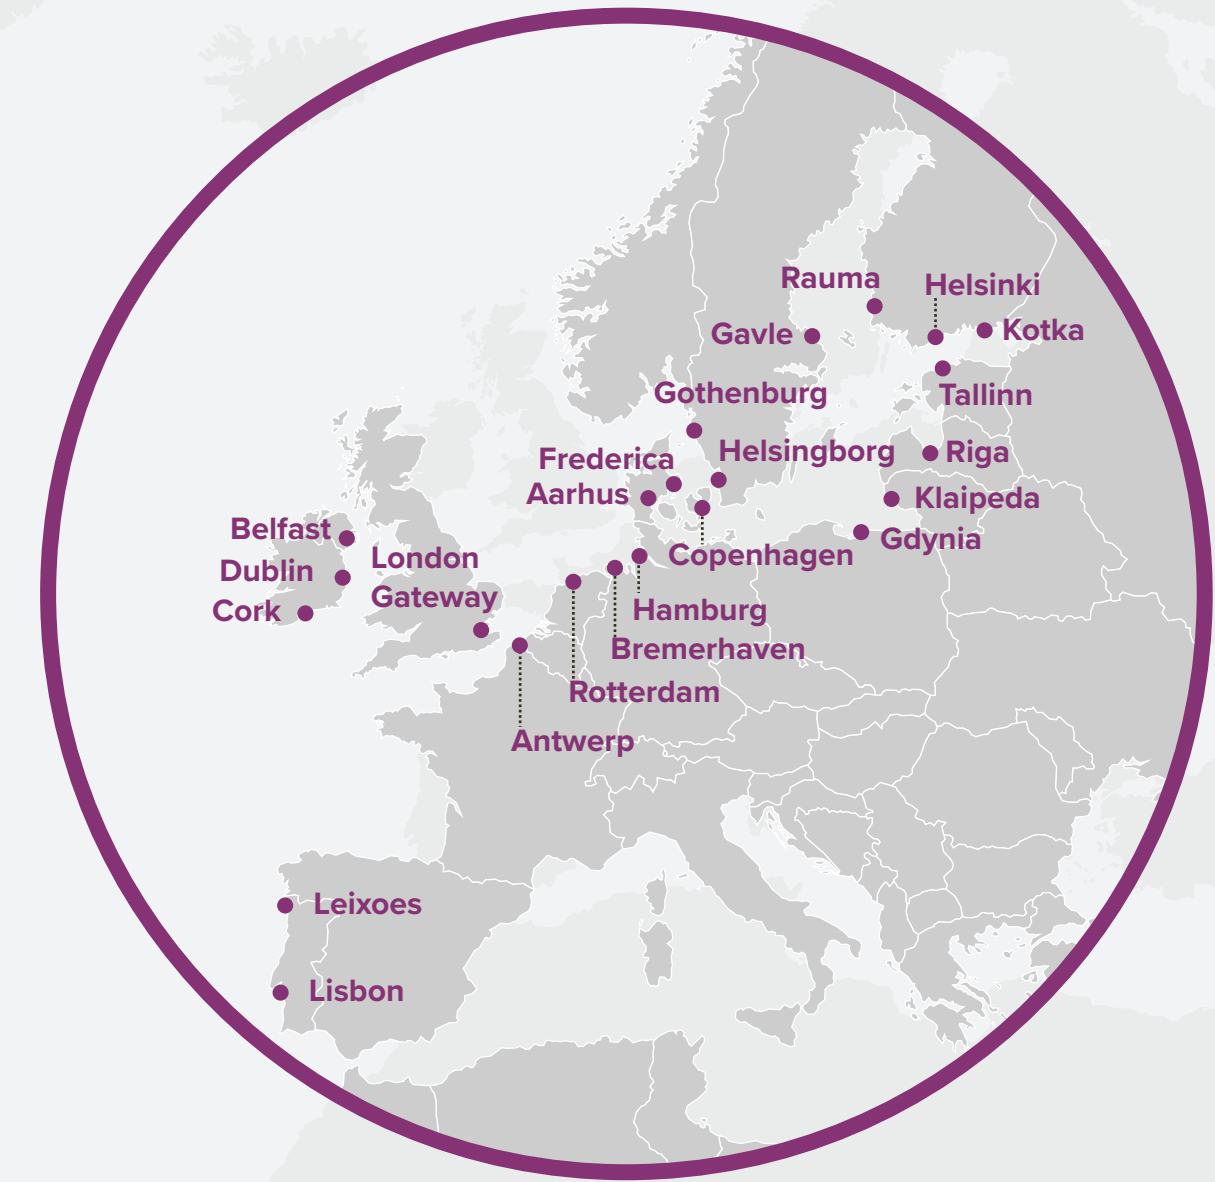 Rauma
Helsinki
Gavle
Kotka
Gothenburg
Tallinn
Frederica
Helsingborg
Riga
Aarhus
Klaipeda
Belfast
London
Gateway
Copenhagen
Gdynia
Dublin
Cork
Hamburg
Bremerhaven
Rotterdam
Antwerp
Leixoes
Lisbon